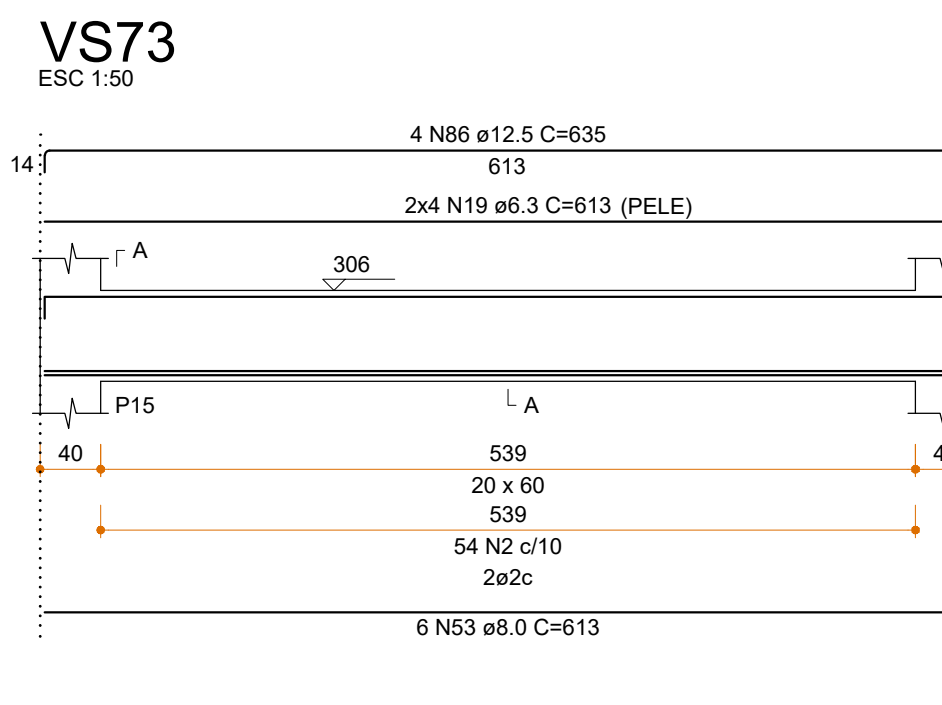 VS73
ESC 1:50
4 N86 ø12.5 C=635
14
613
2x4 N19 ø6.3 C=613 (PELE)
A
306
P15
A
40
539
4
20 x 60
539
54 N2 c/10
2ø2c
6 N53 ø8.0 C=613